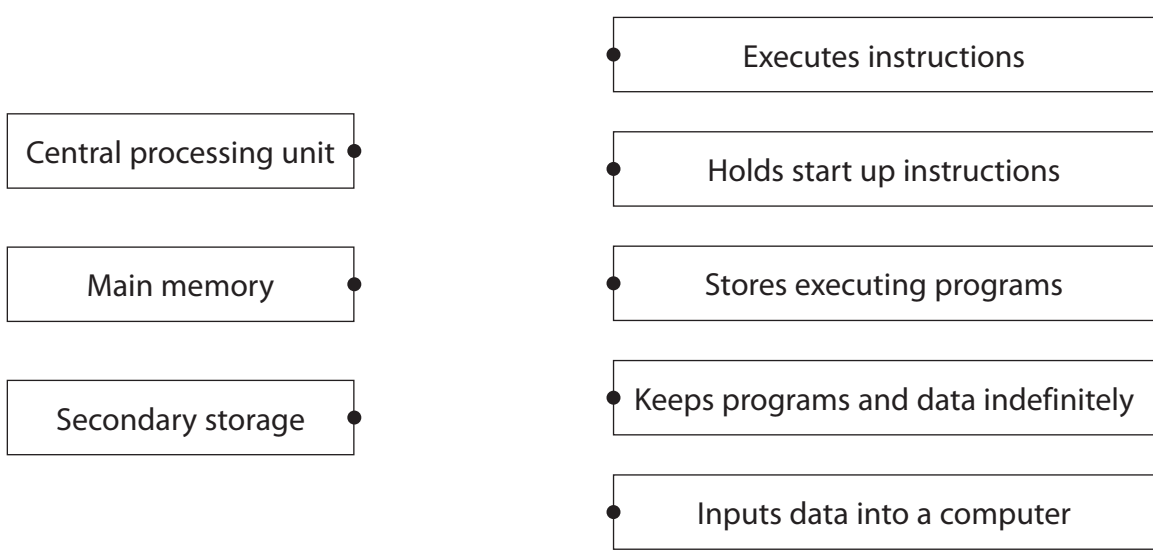 Central processing unit
Main memory
Secondary storage
Executes instructions
Holds start up instructions
Stores executing programs
Keeps programs and data indefinitely
Inputs data into a computer